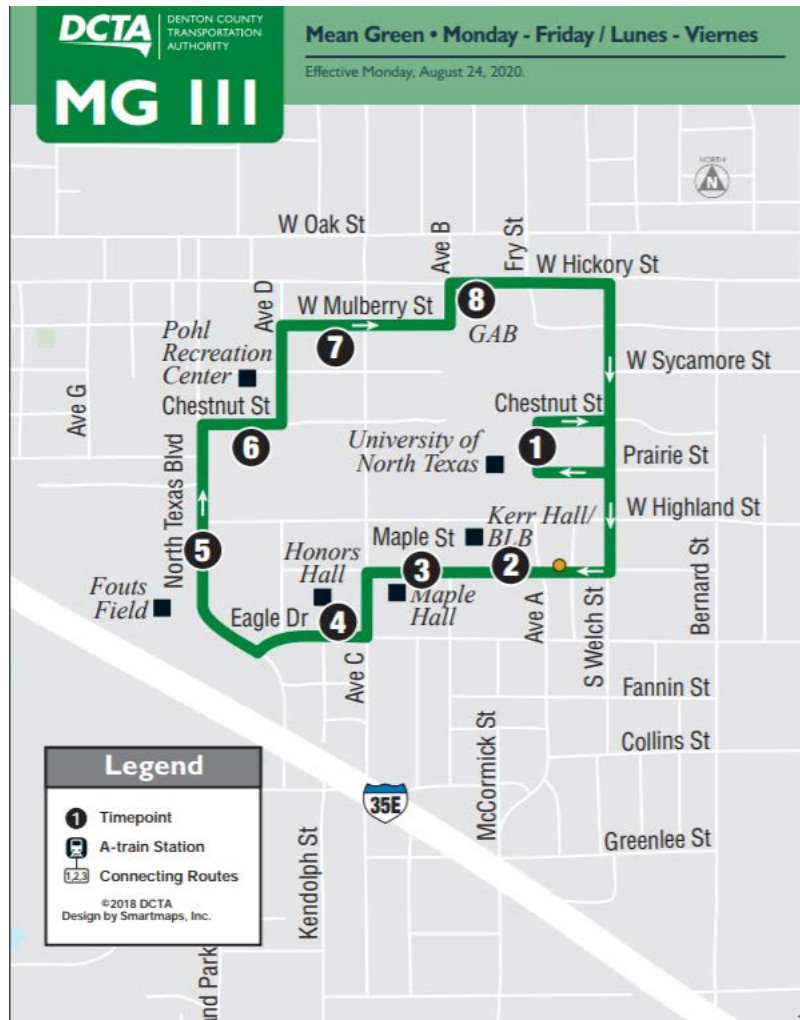 DCTA
DENTON COUNTY
TRANSPORTATION
AUTHORITY
MG III
Mean Green • Monday - Friday / Lunes - Viernes
Effective Monday, August 24, 2020.
NORTH
N
W Oak St
Ave B
Fry St
W Hickory St
Ave D
W Mulberry St
8
GAB
7
Pohl
Recreation
Center
W Sycamore St
Ave G
Chestnut St
Chestnut St
6
1
University of
North Texas
Prairie St
North Texas Blvd
W Highland St
Kerr Hall/
BLB
Maple St
5
Honors
Hall
3
2
Bernard St
Fouts
Field
Maple
Hall
Eagle Dr
4
Ave A
S Welch St
Ave C
Fannin St
McCormick St
Collins St
Legend
1 Timepoint
A-train Station
1,2,3 Connecting Routes
©2018 DCTA
Design by Smartmaps, Inc.
35E
Greenlee St
Kendolph St
and Park